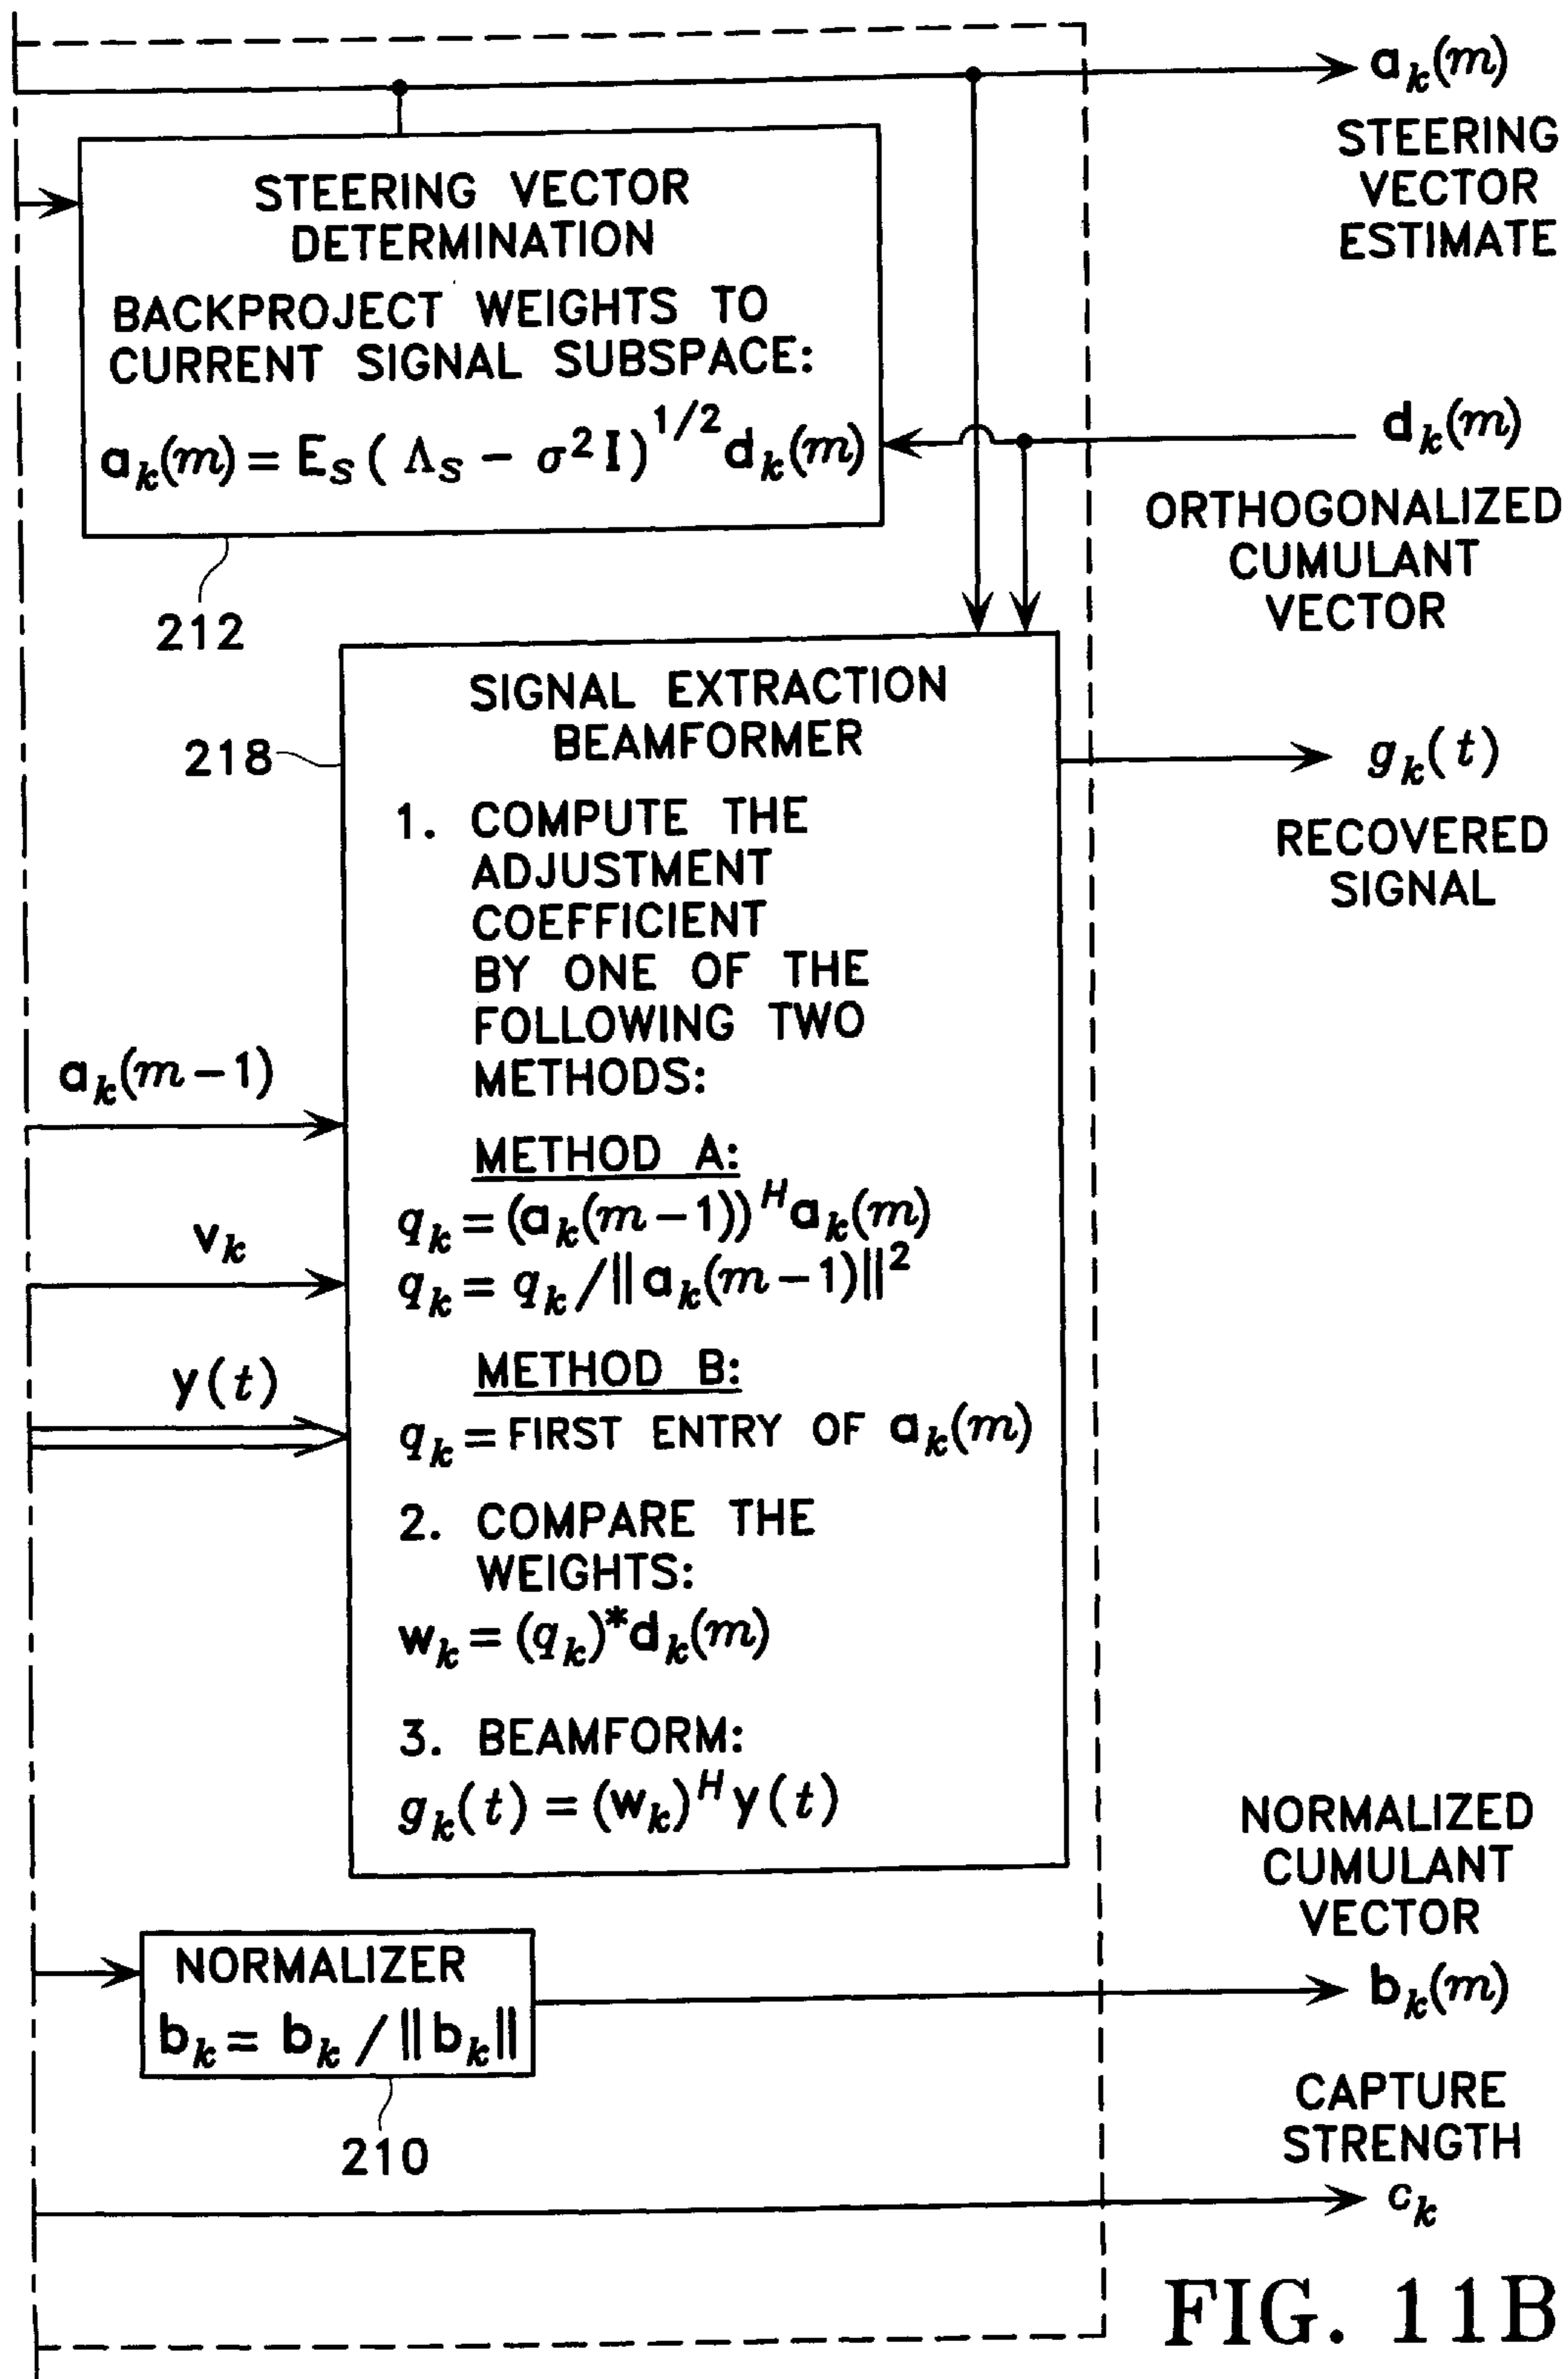 a_k(m)
STEERING
VECTOR
ESTIMATE
STEERING VECTOR
DETERMINATION
BACKPROJECT WEIGHTS TO
CURRENT SIGNAL SUBSPACE:
a_k(m) = E_S ( Λ_S − σ² I )^{1/2} d_k(m)
212
d_k(m)
ORTHOGONALIZED
CUMULANT
VECTOR
SIGNAL EXTRACTION
BEAMFORMER
218
1. COMPUTE THE
ADJUSTMENT
COEFFICIENT
BY ONE OF THE
FOLLOWING TWO
METHODS:
METHOD A:
q_k = (a_k(m−1))^H a_k(m)
q_k = q_k / ||a_k(m−1)||²
METHOD B:
q_k = FIRST ENTRY OF a_k(m)
2. COMPARE THE
WEIGHTS:
w_k = (q_k)* d_k(m)
3. BEAMFORM:
g_k(t) = (w_k)^H y(t)
a_k(m−1)
v_k
y(t)
g_k(t)
RECOVERED
SIGNAL
NORMALIZER
b_k = b_k / ||b_k||
210
NORMALIZED
CUMULANT
VECTOR
b_k(m)
CAPTURE
STRENGTH
c_k
FIG. 11B